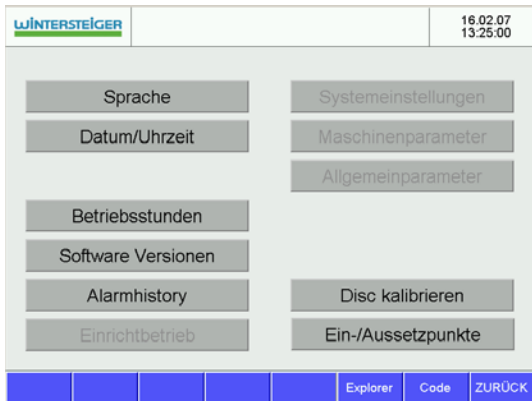 WINTERSTEIGER
16.02.07
13:25:00
Sprache
Datum/Uhrzeit
Betriebsstunden
Software Versionen
Alarmhistory
Einrichtbetrieb
Systemeinstellungen
Maschinenparameter
Allgemeinparameter
Disc kalibrieren
Ein-/Aussetzpunkte
Explorer
Code
ZURÜCK